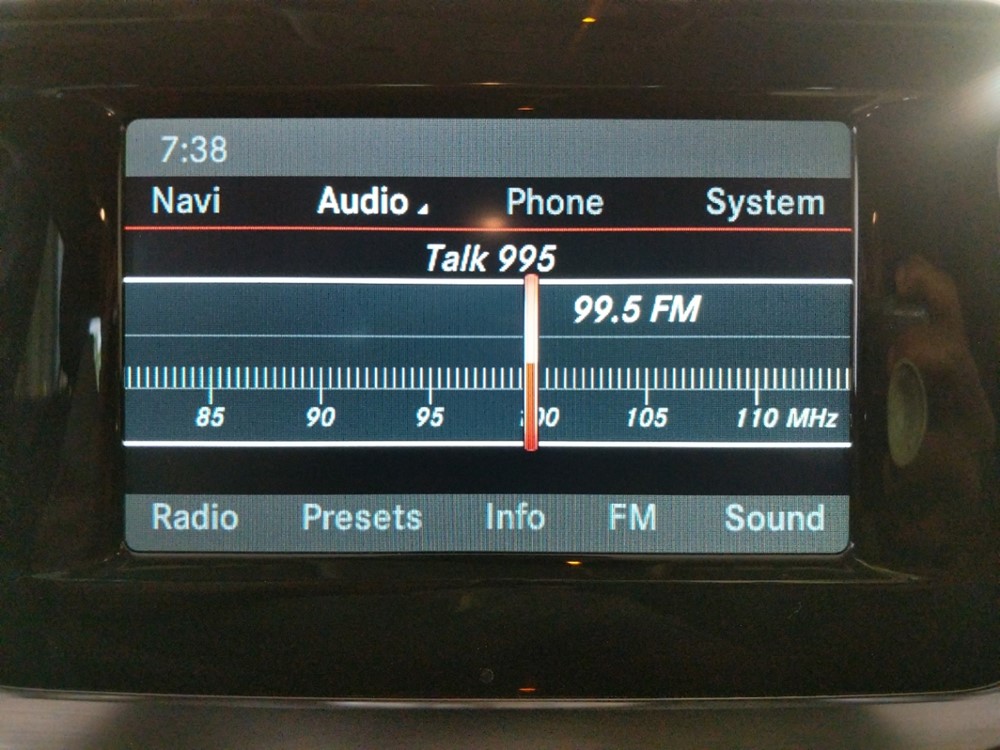 7:38
Navi Audio Phone System
Talk 995
99.5 FM
85 90 95 100 105 110 MHz
Radio Presets Info FM Sound